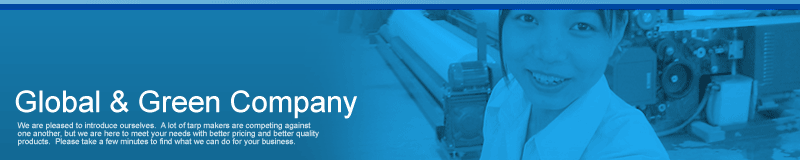 Global & Green Company
We are pleased to introduce ourselves.  A lot of tarp makers are competing against
one another, but we are here to meet your needs with better pricing and better quality
products.  Please take a few minutes to find what we can do for your business.